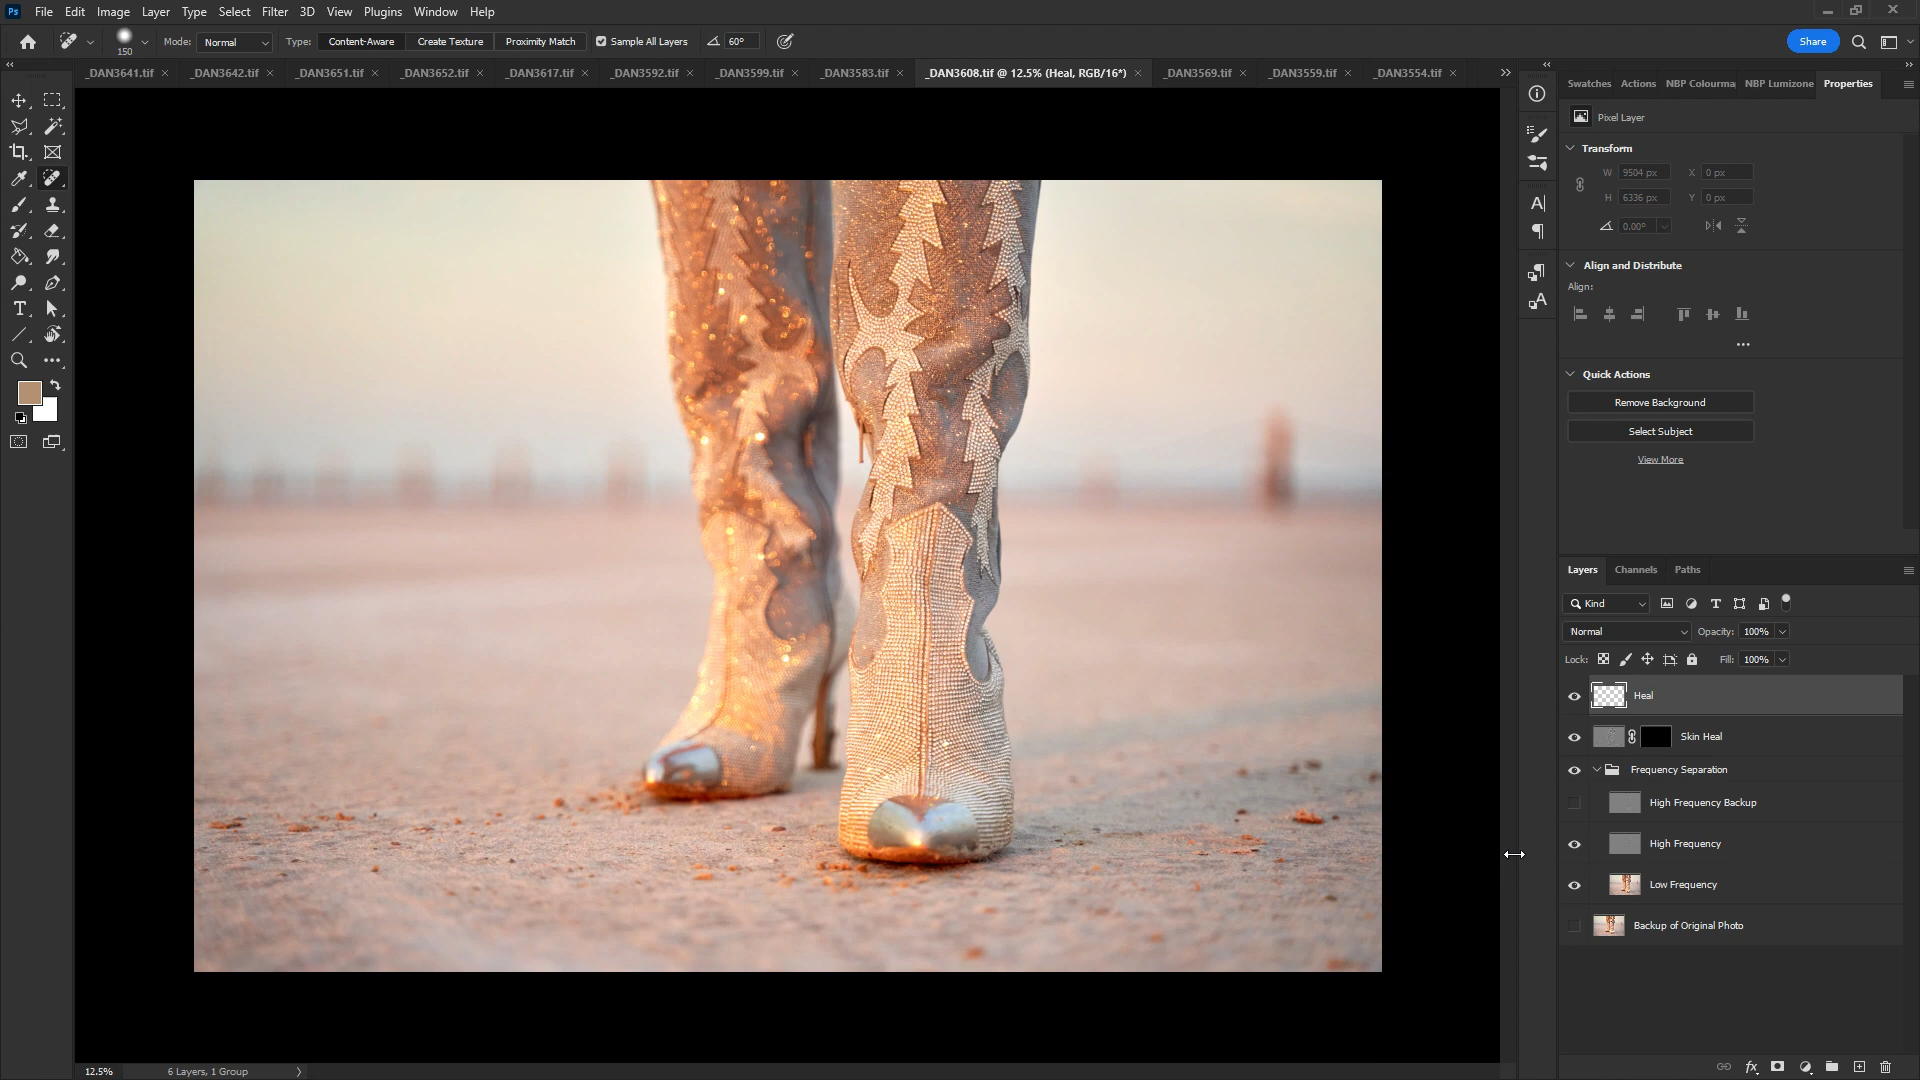 Ps File Edit Image Layer Type Select Filter 3D View Plugins Window Help
150 Mode: Normal Type: Content-Aware Create Texture Proximity Match Sample All Layers 60° Share
_DAN3641.tif × _DAN3642.tif × _DAN3651.tif × _DAN3652.tif × _DAN3617.tif × _DAN3592.tif × _DAN3599.tif × _DAN3583.tif × _DAN3608.tif @ 12.5% (Heal, RGB/16*) × _DAN3569.tif × _DAN3559.tif × _DAN3554.tif ×
Swatches Actions NBP Colourma NBP Lumizone Properties
Pixel Layer
Transform
W 9504 px X 0 px
H 6336 px Y 0 px
0.00°
Align and Distribute
Align:
Quick Actions
Remove Background
Select Subject
View More
Layers Channels Paths
Kind
Normal Opacity: 100%
Lock: Fill: 100%
Heal
Skin Heal
Frequency Separation
High Frequency Backup
High Frequency
Low Frequency
Backup of Original Photo
12.5% 6 Layers, 1 Group